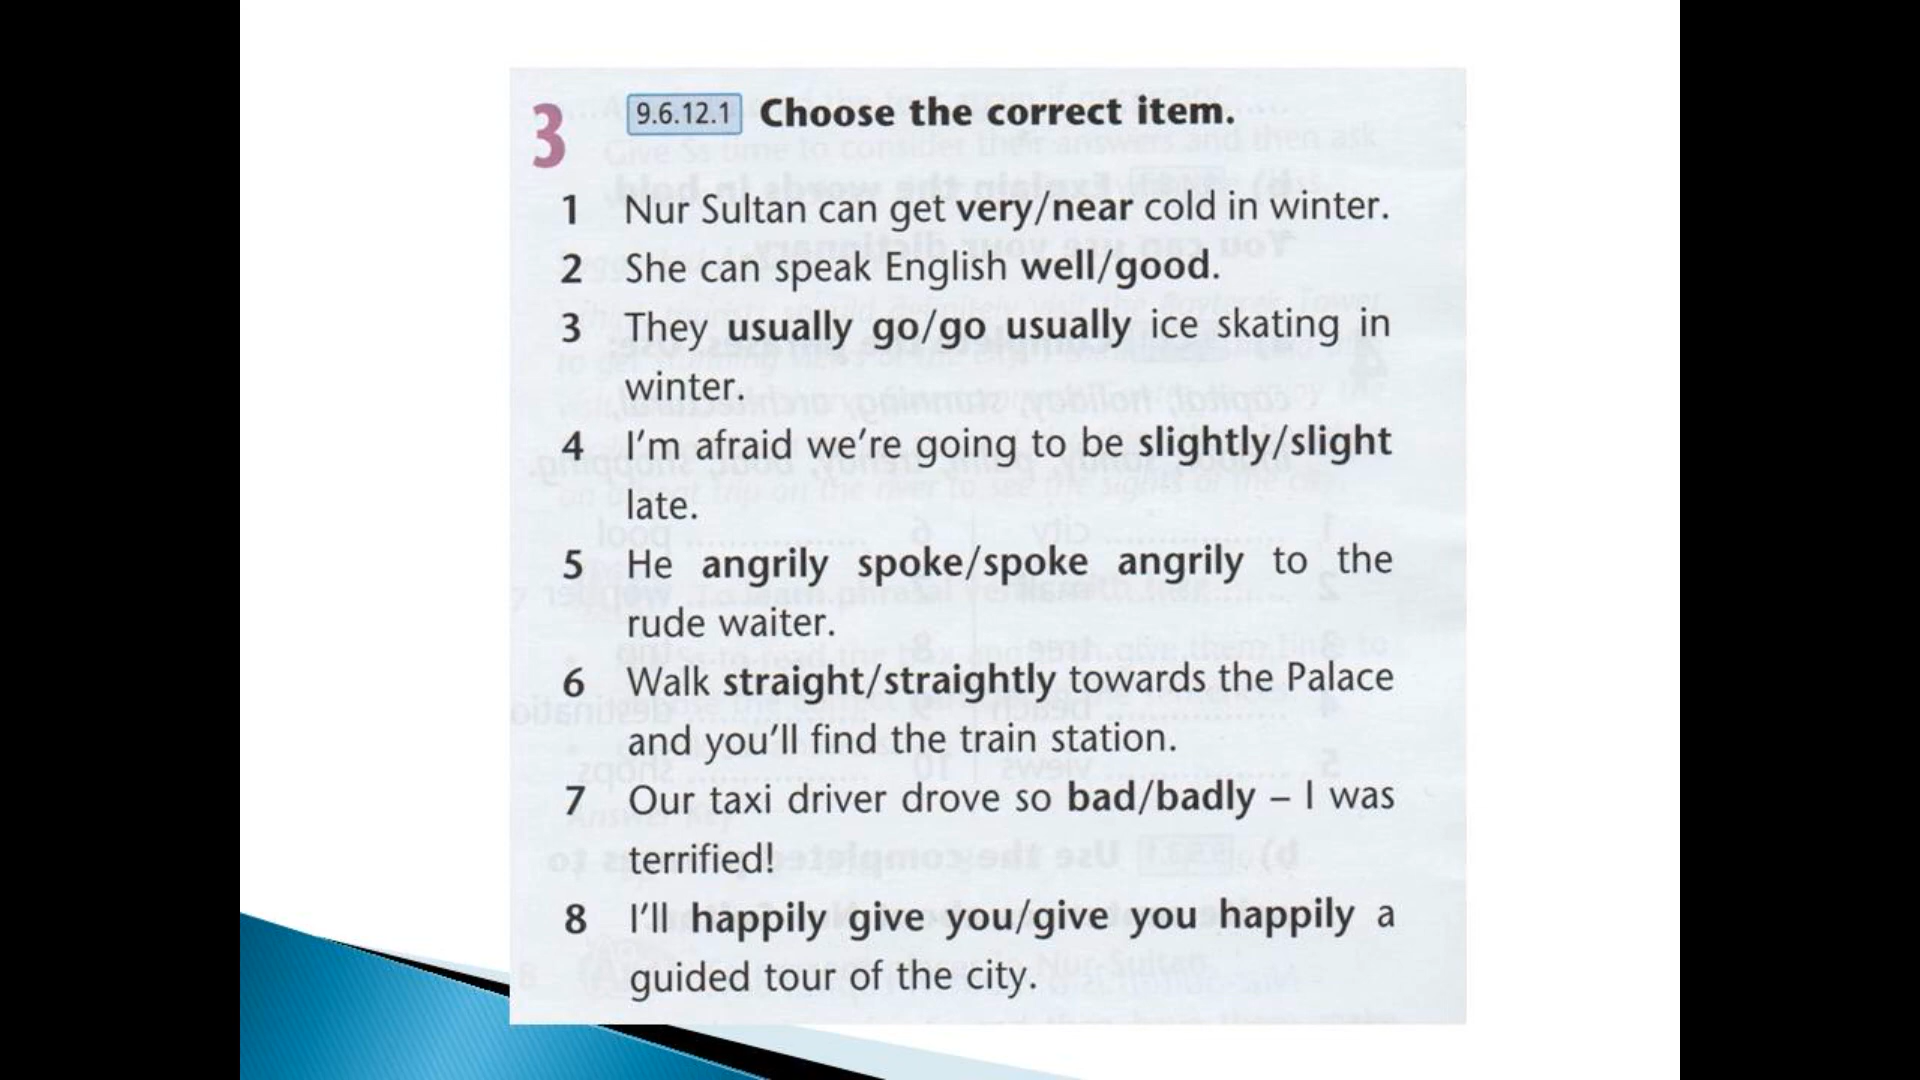 3 9.6.12.1 Choose the correct item.
1 Nur Sultan can get very/near cold in winter.
2 She can speak English well/good.
3 They usually go/go usually ice skating in
winter.
4 I'm afraid we're going to be slightly/slight
late.
5 He angrily spoke/spoke angrily to the
rude waiter.
6 Walk straight/straightly towards the Palace
and you'll find the train station.
7 Our taxi driver drove so bad/badly – I was
terrified!
8 I'll happily give you/give you happily a
guided tour of the city.